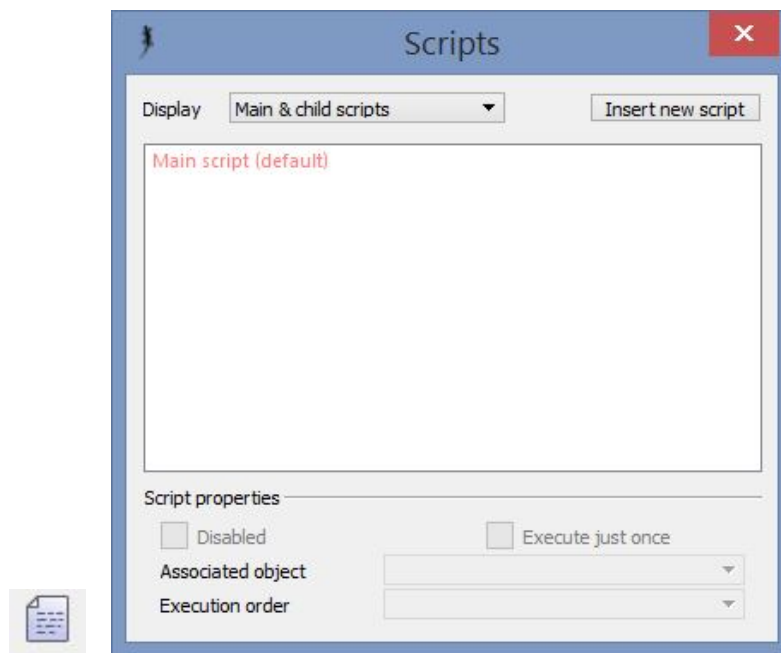 Scripts
Display Main & child scripts Insert new script
Main script (default)
Script properties
Disabled Execute just once
Associated object
Execution order